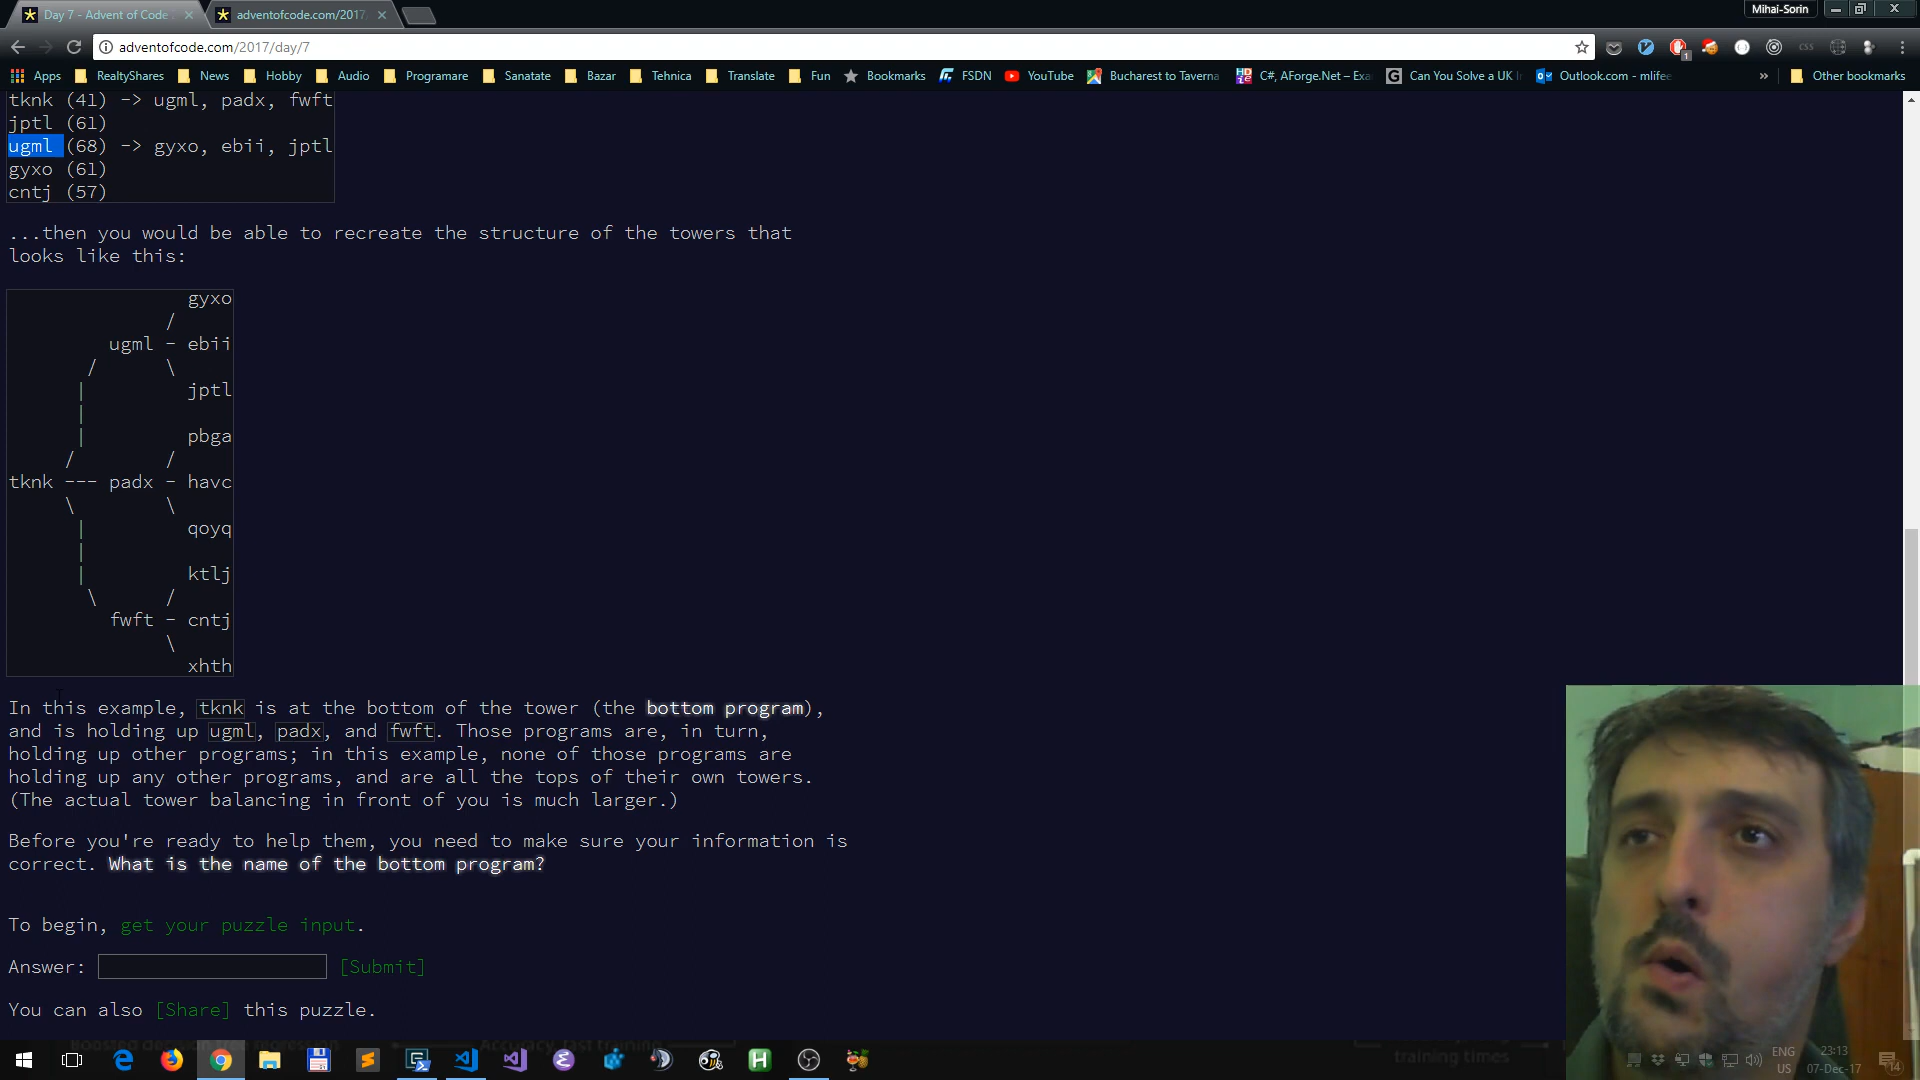 Day 7 - Advent of Code
adventofcode.com/2017
Mihai-Sorin
adventofcode.com/2017/day/7
Apps
RealtyShares
News
Hobby
Audio
Programare
Sanatate
Bazar
Tehnica
Translate
Fun
Bookmarks
FSDN
YouTube
Bucharest to Taverna
C#, AForge.Net – Exa
Can You Solve a UK
Outlook.com - mlife
»
Other bookmarks
tknk (41) -> ugml, padx, fwft
jptl (61)
ugml (68) -> gyxo, ebii, jptl
gyxo (61)
cntj (57)
...then you would be able to recreate the structure of the towers that
looks like this:
gyxo
/
ugml - ebii
/ \
| jptl
|
| pbga
/ /
tknk --- padx - havc
\ \
| qoyq
|
| ktlj
\ /
fwft - cntj
\
xhth
In this example, tknk is at the bottom of the tower (the bottom program),
and is holding up ugml, padx, and fwft. Those programs are, in turn,
holding up other programs; in this example, none of those programs are
holding up any other programs, and are all the tops of their own towers.
(The actual tower balancing in front of you is much larger.)
Before you're ready to help them, you need to make sure your information is
correct. What is the name of the bottom program?
To begin, get your puzzle input.
Answer: [Submit]
You can also [Share] this puzzle.
training times
ENG
US
23:13
07-Dec-17
14